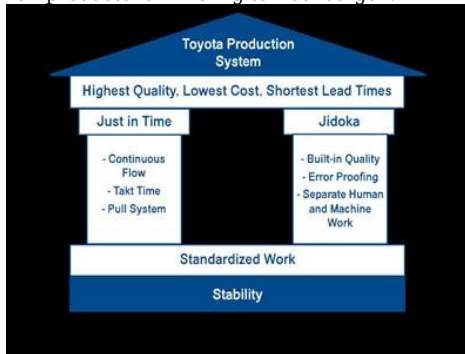 Toyota Production
System
Highest Quality, Lowest Cost, Shortest Lead Times
Just in Time
Jidoka
- Continuous
Flow
- Takt Time
- Pull System
- Built-in Quality
- Error Proofing
- Separate Human
and Machine
Work
Standardized Work
Stability